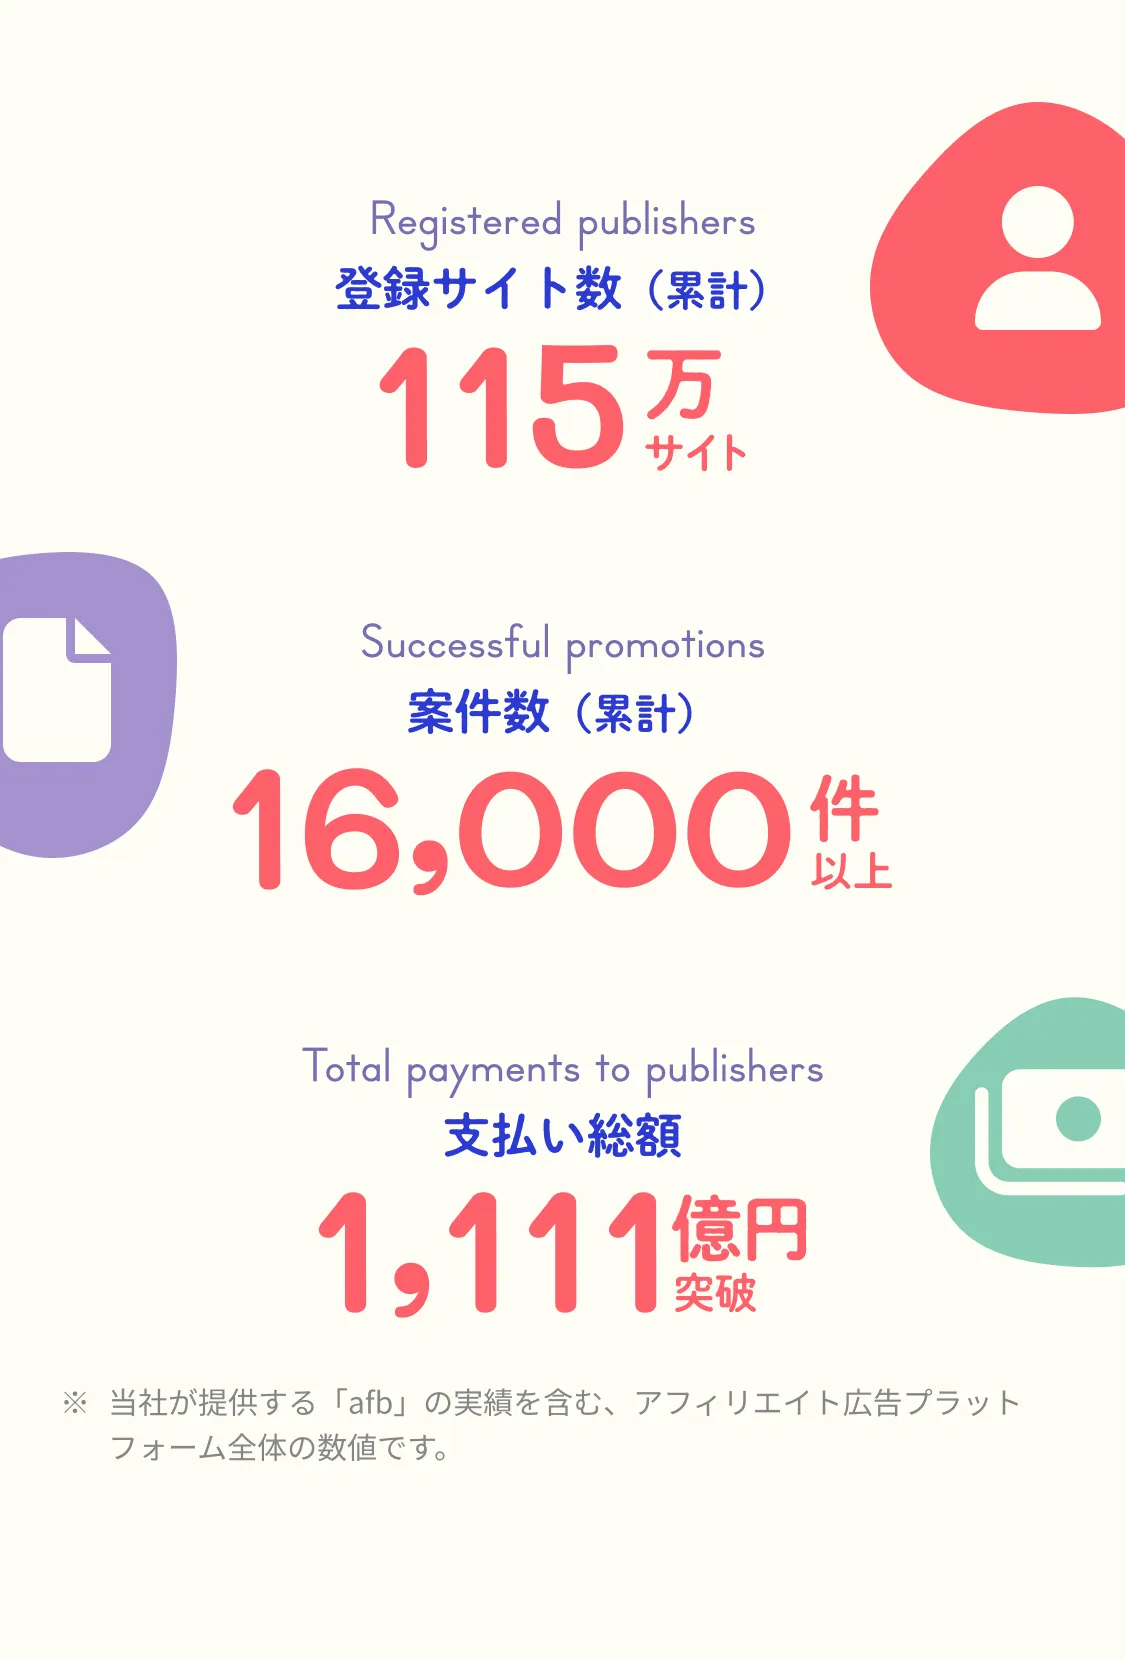 Registered publishers
登録サイト数（累計）
115万
サイト
Successful promotions
案件数（累計）
16,000件
以上
Total payments to publishers
支払い総額
1,111億円
突破
※ 当社が提供する「afb」の実績を含む、アフィリエイト広告プラット
フォーム全体の数値です。